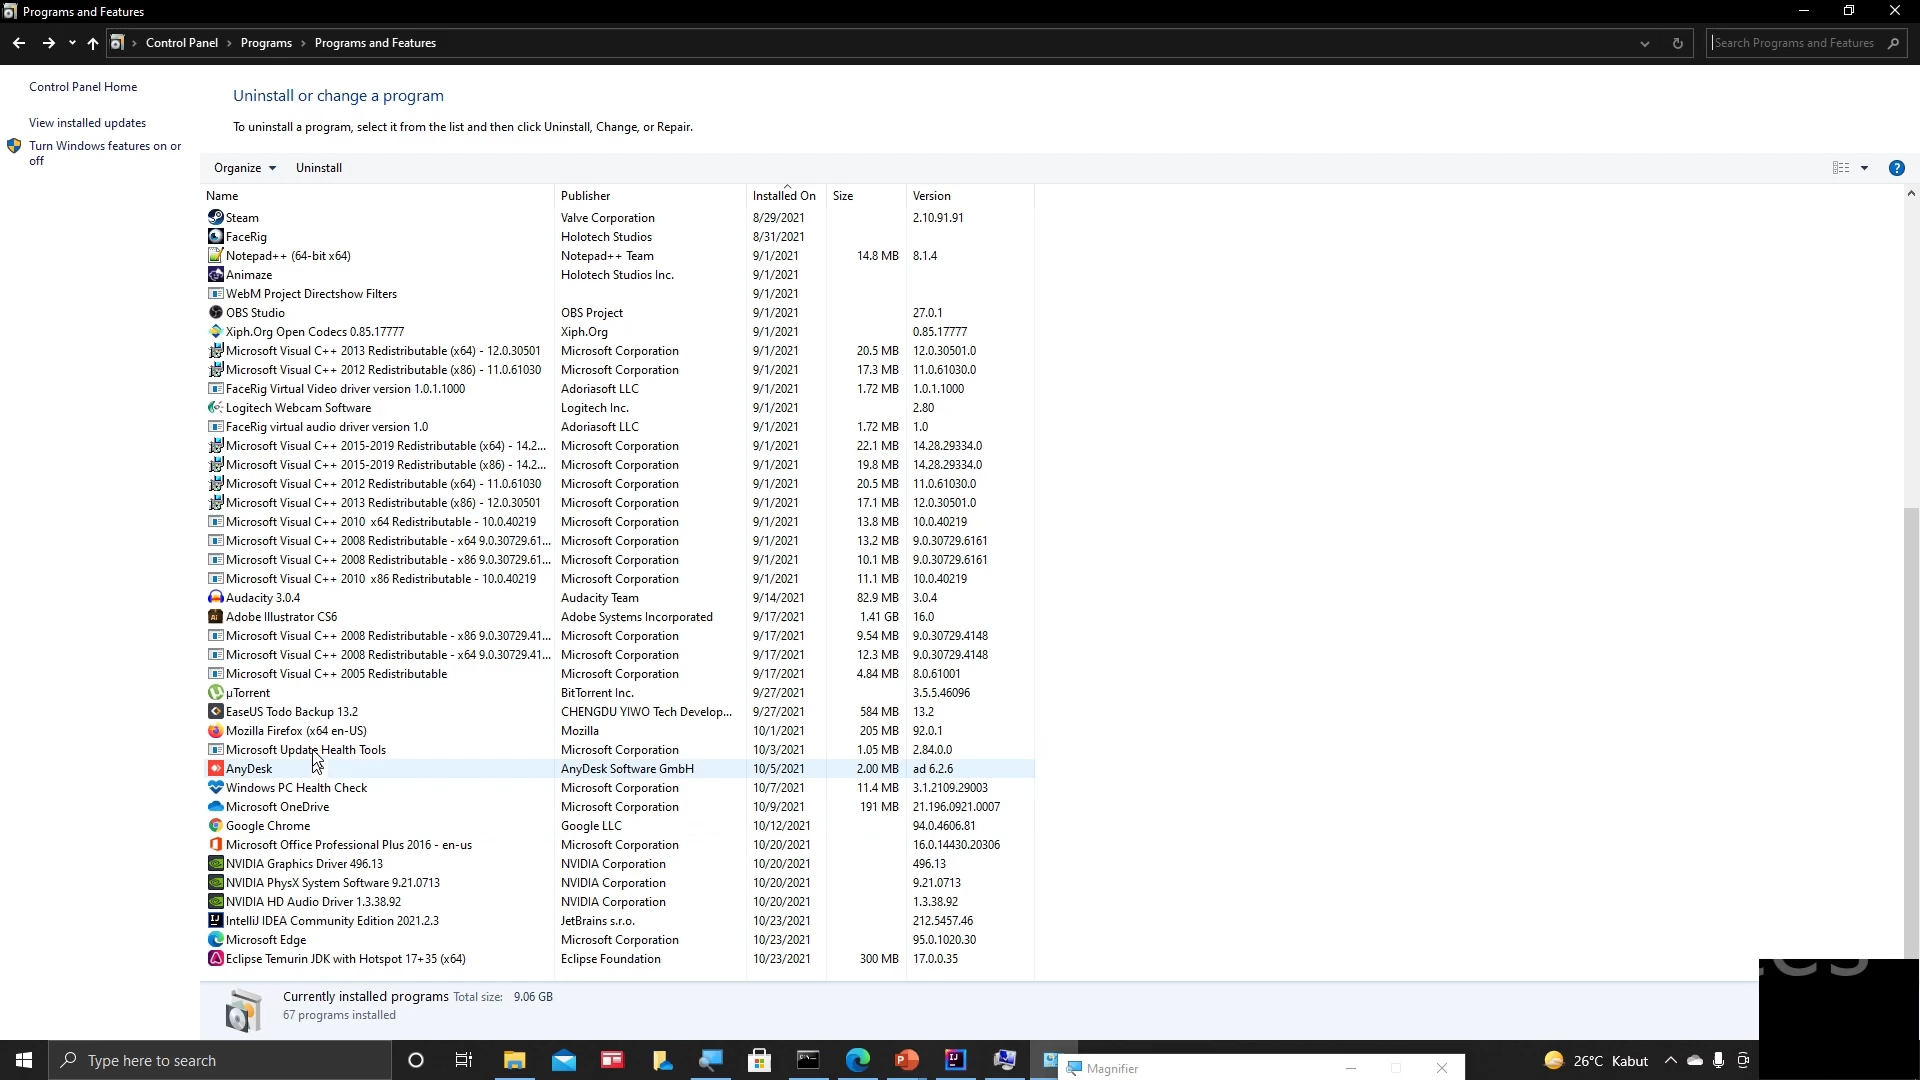 Programs and Features
Control Panel > Programs > Programs and Features
Search Programs and Features
Control Panel Home
View installed updates
Turn Windows features on or off
Uninstall or change a program
To uninstall a program, select it from the list and then click Uninstall, Change, or Repair.
Organize Uninstall
Name Publisher Installed On Size Version
Steam Valve Corporation 8/29/2021 2.10.91.91
FaceRig Holotech Studios 8/31/2021
Notepad++ (64-bit x64) Notepad++ Team 9/1/2021 14.8 MB 8.1.4
Animaze Holotech Studios Inc. 9/1/2021
WebM Project Directshow Filters 9/1/2021
OBS Studio OBS Project 9/1/2021 27.0.1
Xiph.Org Open Codecs 0.85.17777 Xiph.Org 9/1/2021 0.85.17777
Microsoft Visual C++ 2013 Redistributable (x64) - 12.0.30501 Microsoft Corporation 9/1/2021 20.5 MB 12.0.30501.0
Microsoft Visual C++ 2012 Redistributable (x86) - 11.0.61030 Microsoft Corporation 9/1/2021 17.3 MB 11.0.61030.0
FaceRig Virtual Video driver version 1.0.1.1000 Adoriasoft LLC 9/1/2021 1.72 MB 1.0.1.1000
Logitech Webcam Software Logitech Inc. 9/1/2021 2.80
FaceRig virtual audio driver version 1.0 Adoriasoft LLC 9/1/2021 1.72 MB 1.0
Microsoft Visual C++ 2015-2019 Redistributable (x64) - 14.2... Microsoft Corporation 9/1/2021 22.1 MB 14.28.29334.0
Microsoft Visual C++ 2015-2019 Redistributable (x86) - 14.2... Microsoft Corporation 9/1/2021 19.8 MB 14.28.29334.0
Microsoft Visual C++ 2012 Redistributable (x64) - 11.0.61030 Microsoft Corporation 9/1/2021 20.5 MB 11.0.61030.0
Microsoft Visual C++ 2013 Redistributable (x86) - 12.0.30501 Microsoft Corporation 9/1/2021 17.1 MB 12.0.30501.0
Microsoft Visual C++ 2010 x64 Redistributable - 10.0.40219 Microsoft Corporation 9/1/2021 13.8 MB 10.0.40219
Microsoft Visual C++ 2008 Redistributable - x64 9.0.30729.61... Microsoft Corporation 9/1/2021 13.2 MB 9.0.30729.6161
Microsoft Visual C++ 2008 Redistributable - x86 9.0.30729.61... Microsoft Corporation 9/1/2021 10.1 MB 9.0.30729.6161
Microsoft Visual C++ 2010 x86 Redistributable - 10.0.40219 Microsoft Corporation 9/1/2021 11.1 MB 10.0.40219
Audacity 3.0.4 Audacity Team 9/14/2021 82.9 MB 3.0.4
Adobe Illustrator CS6 Adobe Systems Incorporated 9/17/2021 1.41 GB 16.0
Microsoft Visual C++ 2008 Redistributable - x86 9.0.30729.41... Microsoft Corporation 9/17/2021 9.54 MB 9.0.30729.4148
Microsoft Visual C++ 2008 Redistributable - x64 9.0.30729.41... Microsoft Corporation 9/17/2021 12.3 MB 9.0.30729.4148
Microsoft Visual C++ 2005 Redistributable Microsoft Corporation 9/17/2021 4.84 MB 8.0.61001
µTorrent BitTorrent Inc. 9/27/2021 3.5.5.46096
EaseUS Todo Backup 13.2 CHENGDU YIWO Tech Develop... 9/27/2021 584 MB 13.2
Mozilla Firefox (x64 en-US) Mozilla 10/1/2021 205 MB 92.0.1
Microsoft Update Health Tools Microsoft Corporation 10/3/2021 1.05 MB 2.84.0.0
AnyDesk AnyDesk Software GmbH 10/5/2021 2.00 MB ad 6.2.6
Windows PC Health Check Microsoft Corporation 10/7/2021 11.4 MB 3.1.2109.29003
Microsoft OneDrive Microsoft Corporation 10/9/2021 191 MB 21.196.0921.0007
Google Chrome Google LLC 10/12/2021 94.0.4606.81
Microsoft Office Professional Plus 2016 - en-us Microsoft Corporation 10/20/2021 16.0.14430.20306
NVIDIA Graphics Driver 496.13 NVIDIA Corporation 10/20/2021 496.13
NVIDIA PhysX System Software 9.21.0713 NVIDIA Corporation 10/20/2021 9.21.0713
NVIDIA HD Audio Driver 1.3.38.92 NVIDIA Corporation 10/20/2021 1.3.38.92
IntelliJ IDEA Community Edition 2021.2.3 JetBrains s.r.o. 10/23/2021 212.5457.46
Microsoft Edge Microsoft Corporation 10/23/2021 95.0.1020.30
Eclipse Temurin JDK with Hotspot 17+35 (x64) Eclipse Foundation 10/23/2021 300 MB 17.0.0.35
Currently installed programs Total size: 9.06 GB
67 programs installed
Type here to search
Magnifier
26°C Kabut